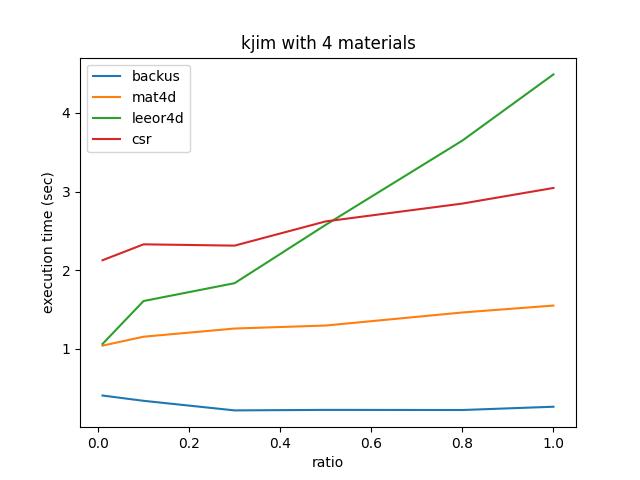 kjim with 4 materials
backus
mat4d
leeor4d
csr
execution time (sec)
4
3
2
1
0.0 0.2 0.4 0.6 0.8 1.0
ratio